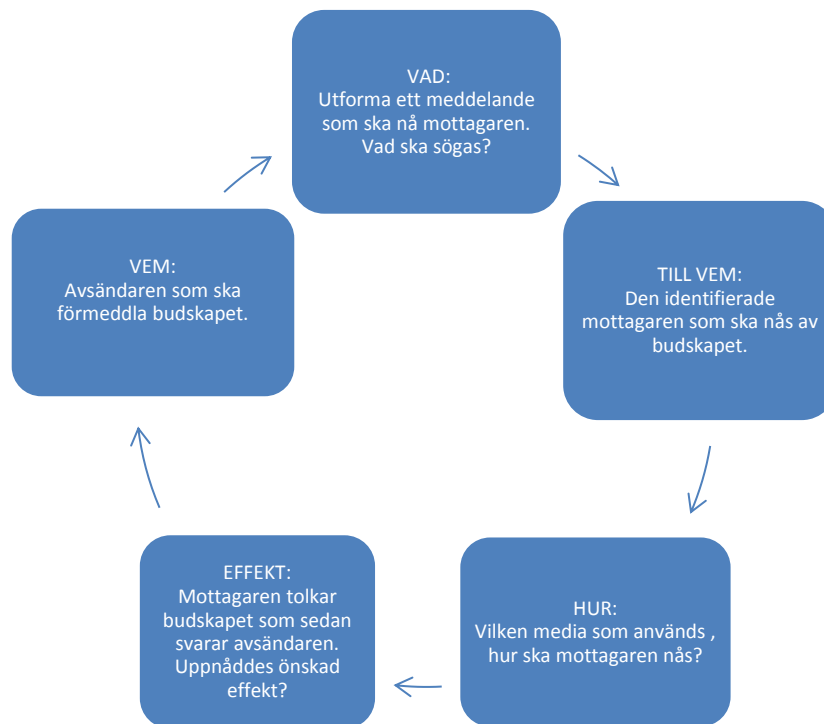 VAD:
Utforma ett meddelande
som ska nå mottagaren.
Vad ska sögas?
TILL VEM:
Den identifierade
mottagaren som ska nås av
budskapet.
HUR:
Vilken media som används ,
hur ska mottagaren nås?
EFFEKT:
Mottagaren tolkar
budskapet som sedan
svarar avsändaren.
Uppnåddes önskad
effekt?
VEM:
Avsändaren som ska
förmeddla budskapet.